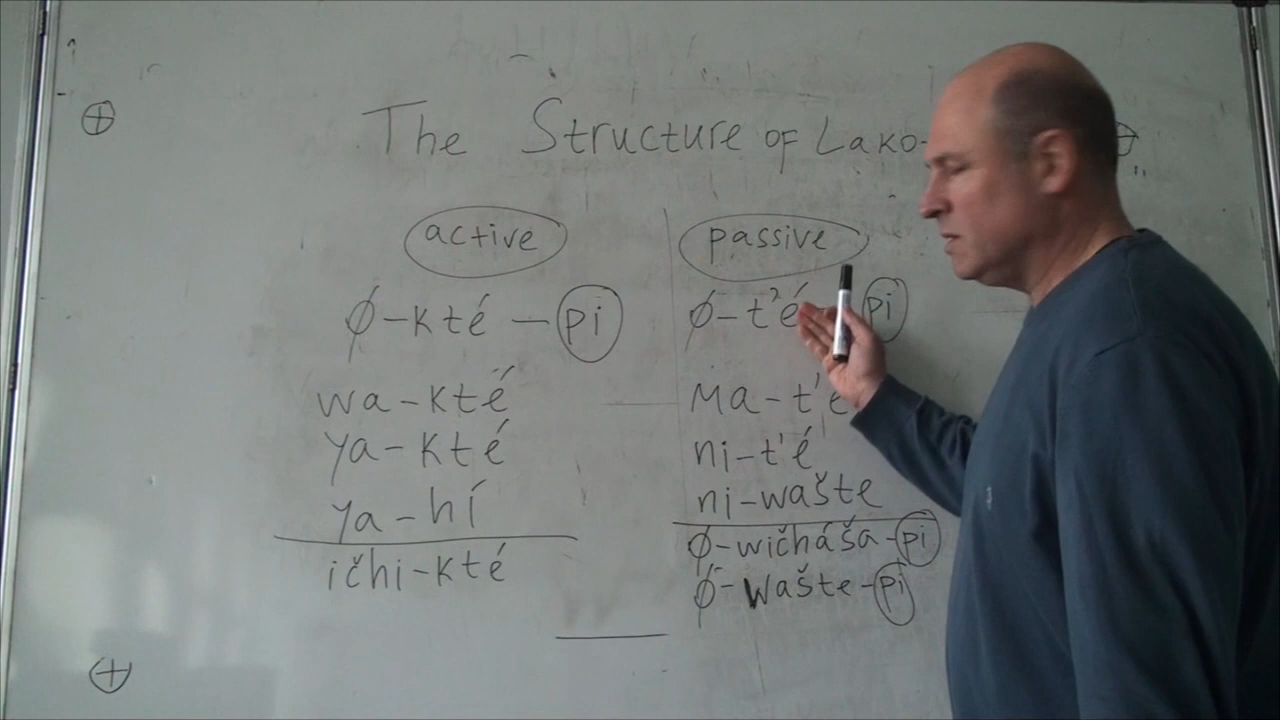 The Structure of Lako-
active passive
ø-kté-pi ø-t'é-pi
wa-kté ma-t'é
ya-kté ni-t'é
ya-hí ni-wašte
ičhi-kté ø-wičháša-pi
ø-wašte-pi